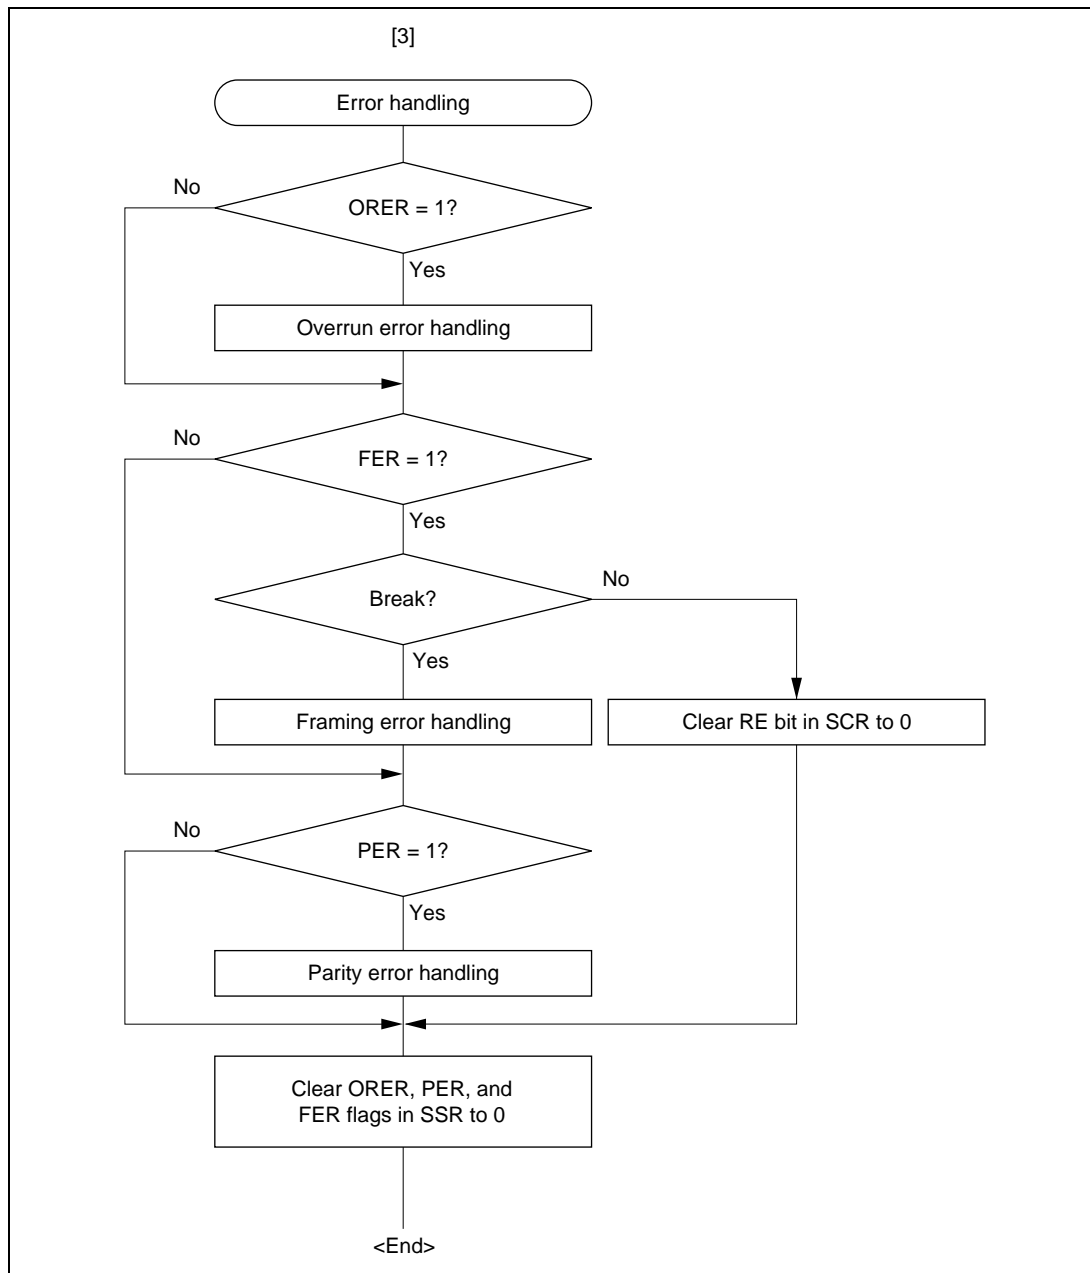 [3]
Error handling
No
ORER = 1?
Yes
Overrun error handling
No
FER = 1?
Yes
Break?
No
Yes
Framing error handling
Clear RE bit in SCR to 0
No
PER = 1?
Yes
Parity error handling
Clear ORER, PER, and
FER flags in SSR to 0
<End>